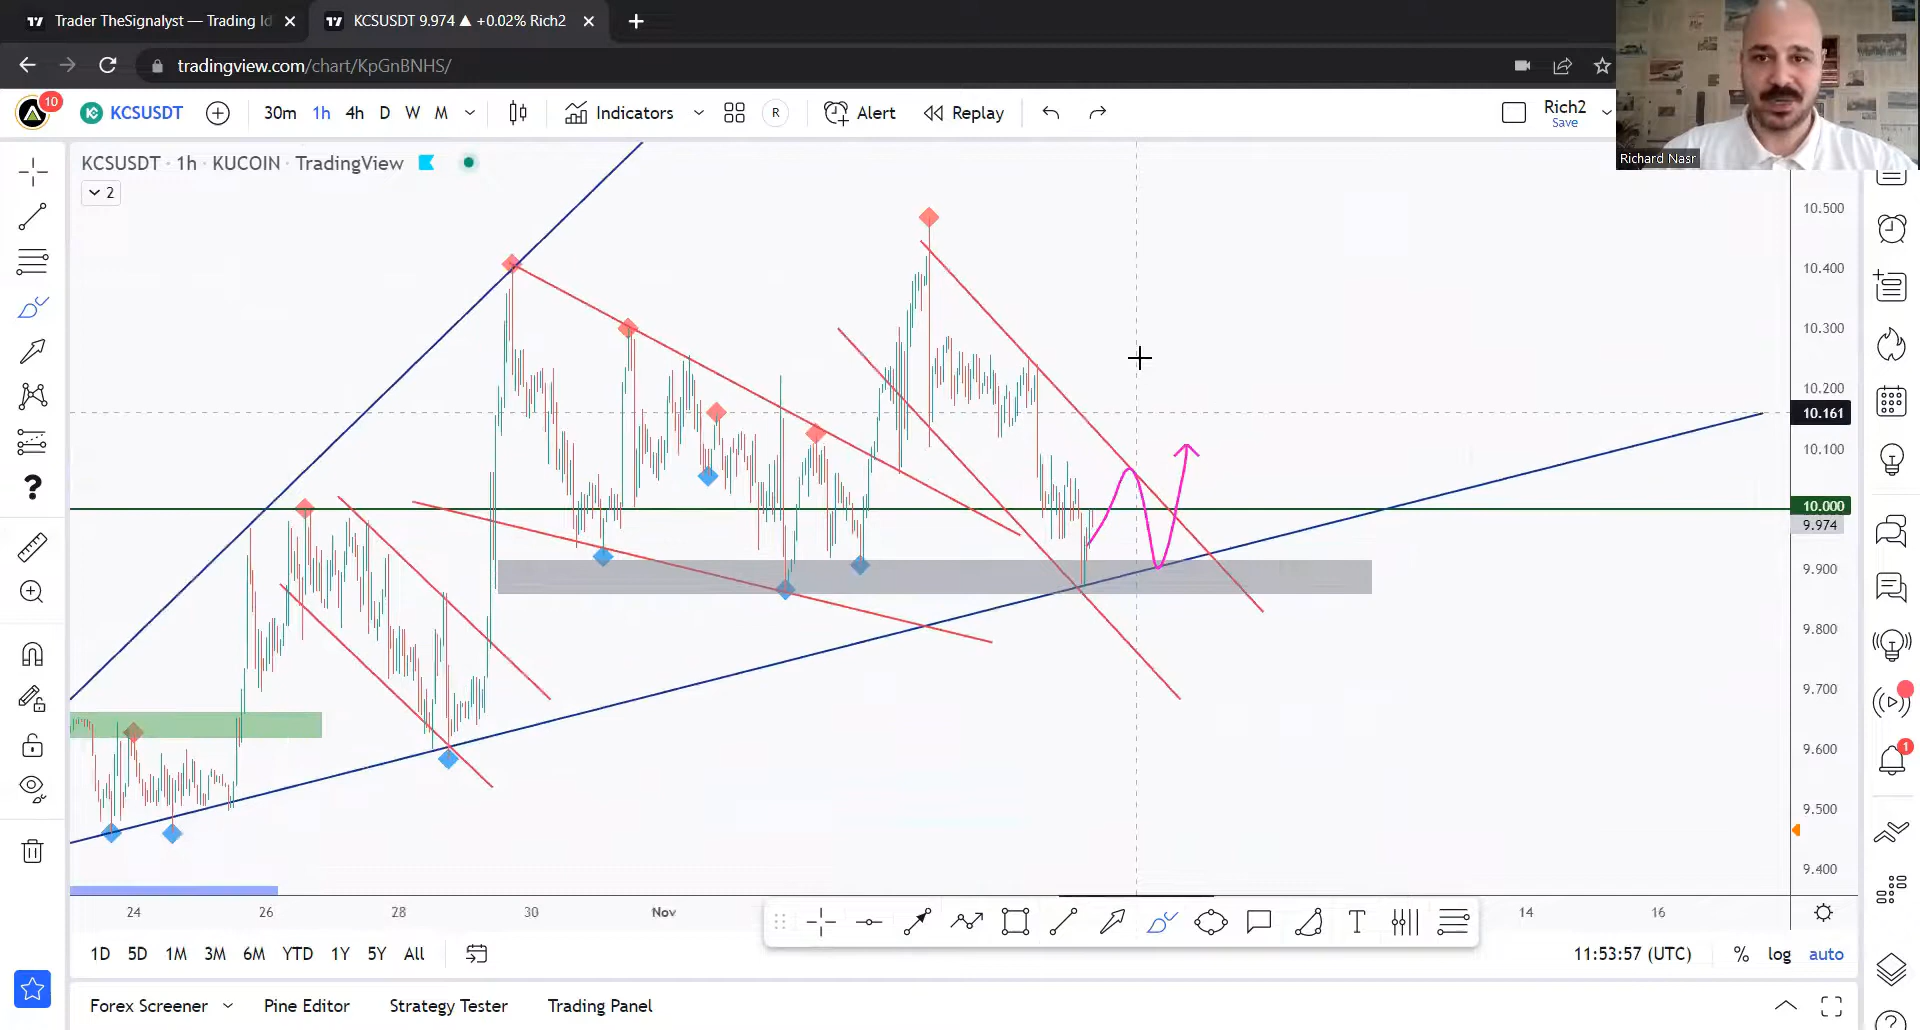 Trader TheSignalyst — Trading Id
KCSUSDT 9.974 ▲ +0.02% Rich2
tradingview.com/chart/KpGnBNHS/
10
KCSUSDT
30m 1h 4h D W M
Indicators
R
Alert
Replay
Rich2
Save
Richard Nasr
KCSUSDT · 1h · KUCOIN · TradingView
2
10.500
10.400
10.300
10.200
10.161
10.100
10.000
9.974
9.900
9.800
9.700
9.600
9.500
9.400
1
24 26 28 30 Nov 14 16
T
1D 5D 1M 3M 6M YTD 1Y 5Y All
11:53:57 (UTC) % log auto
Forex Screener Pine Editor Strategy Tester Trading Panel